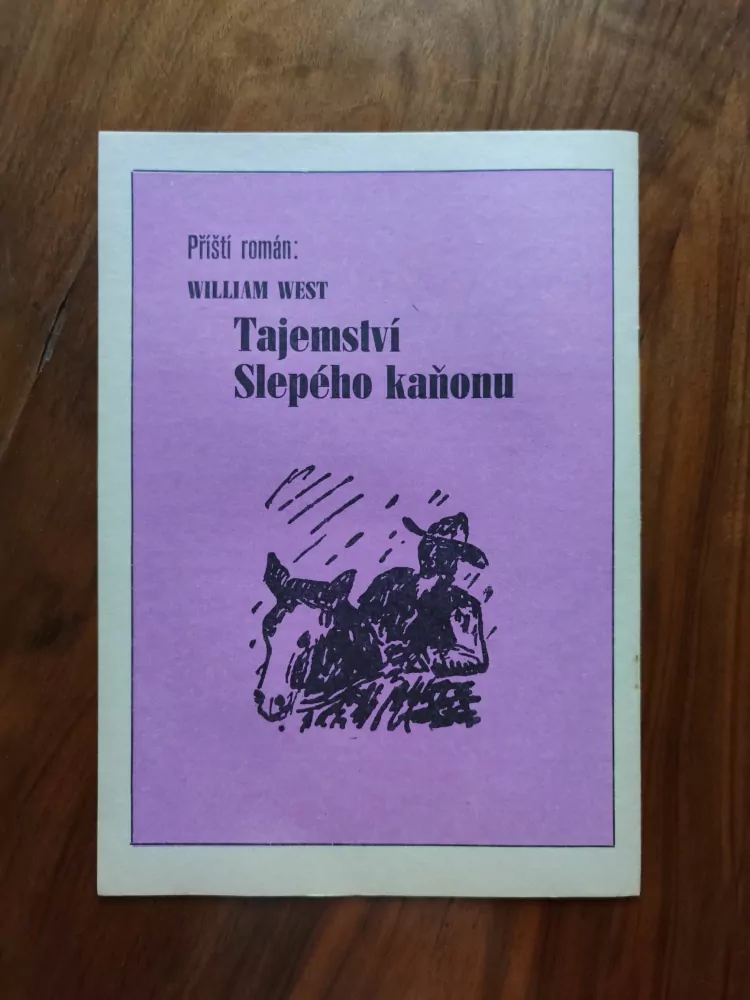 Příští román:
WILLIAM WEST
Tajemství
Slepého kaňonu